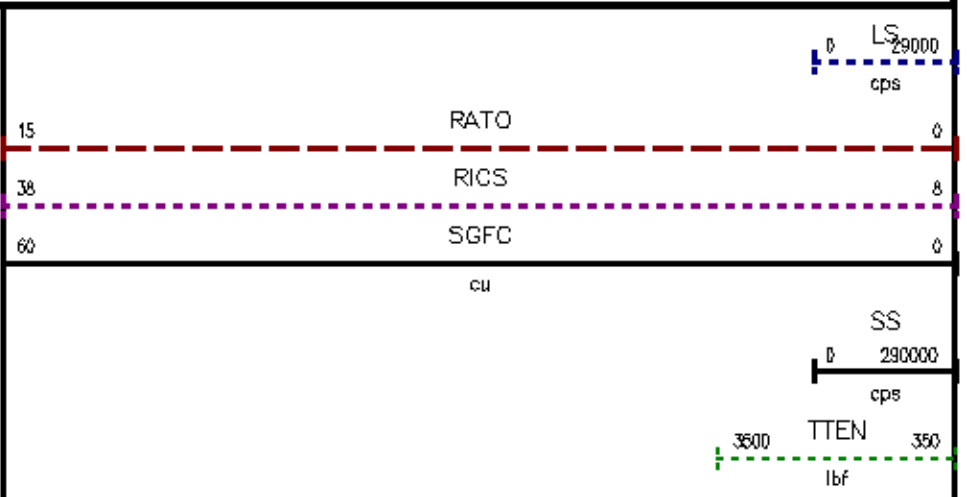 LS
0 29000
cps
RATO
15 0
RICS
38 8
SGFC
60 0
cu
SS
0 290000
cps
TTEN
3500 350
lbf